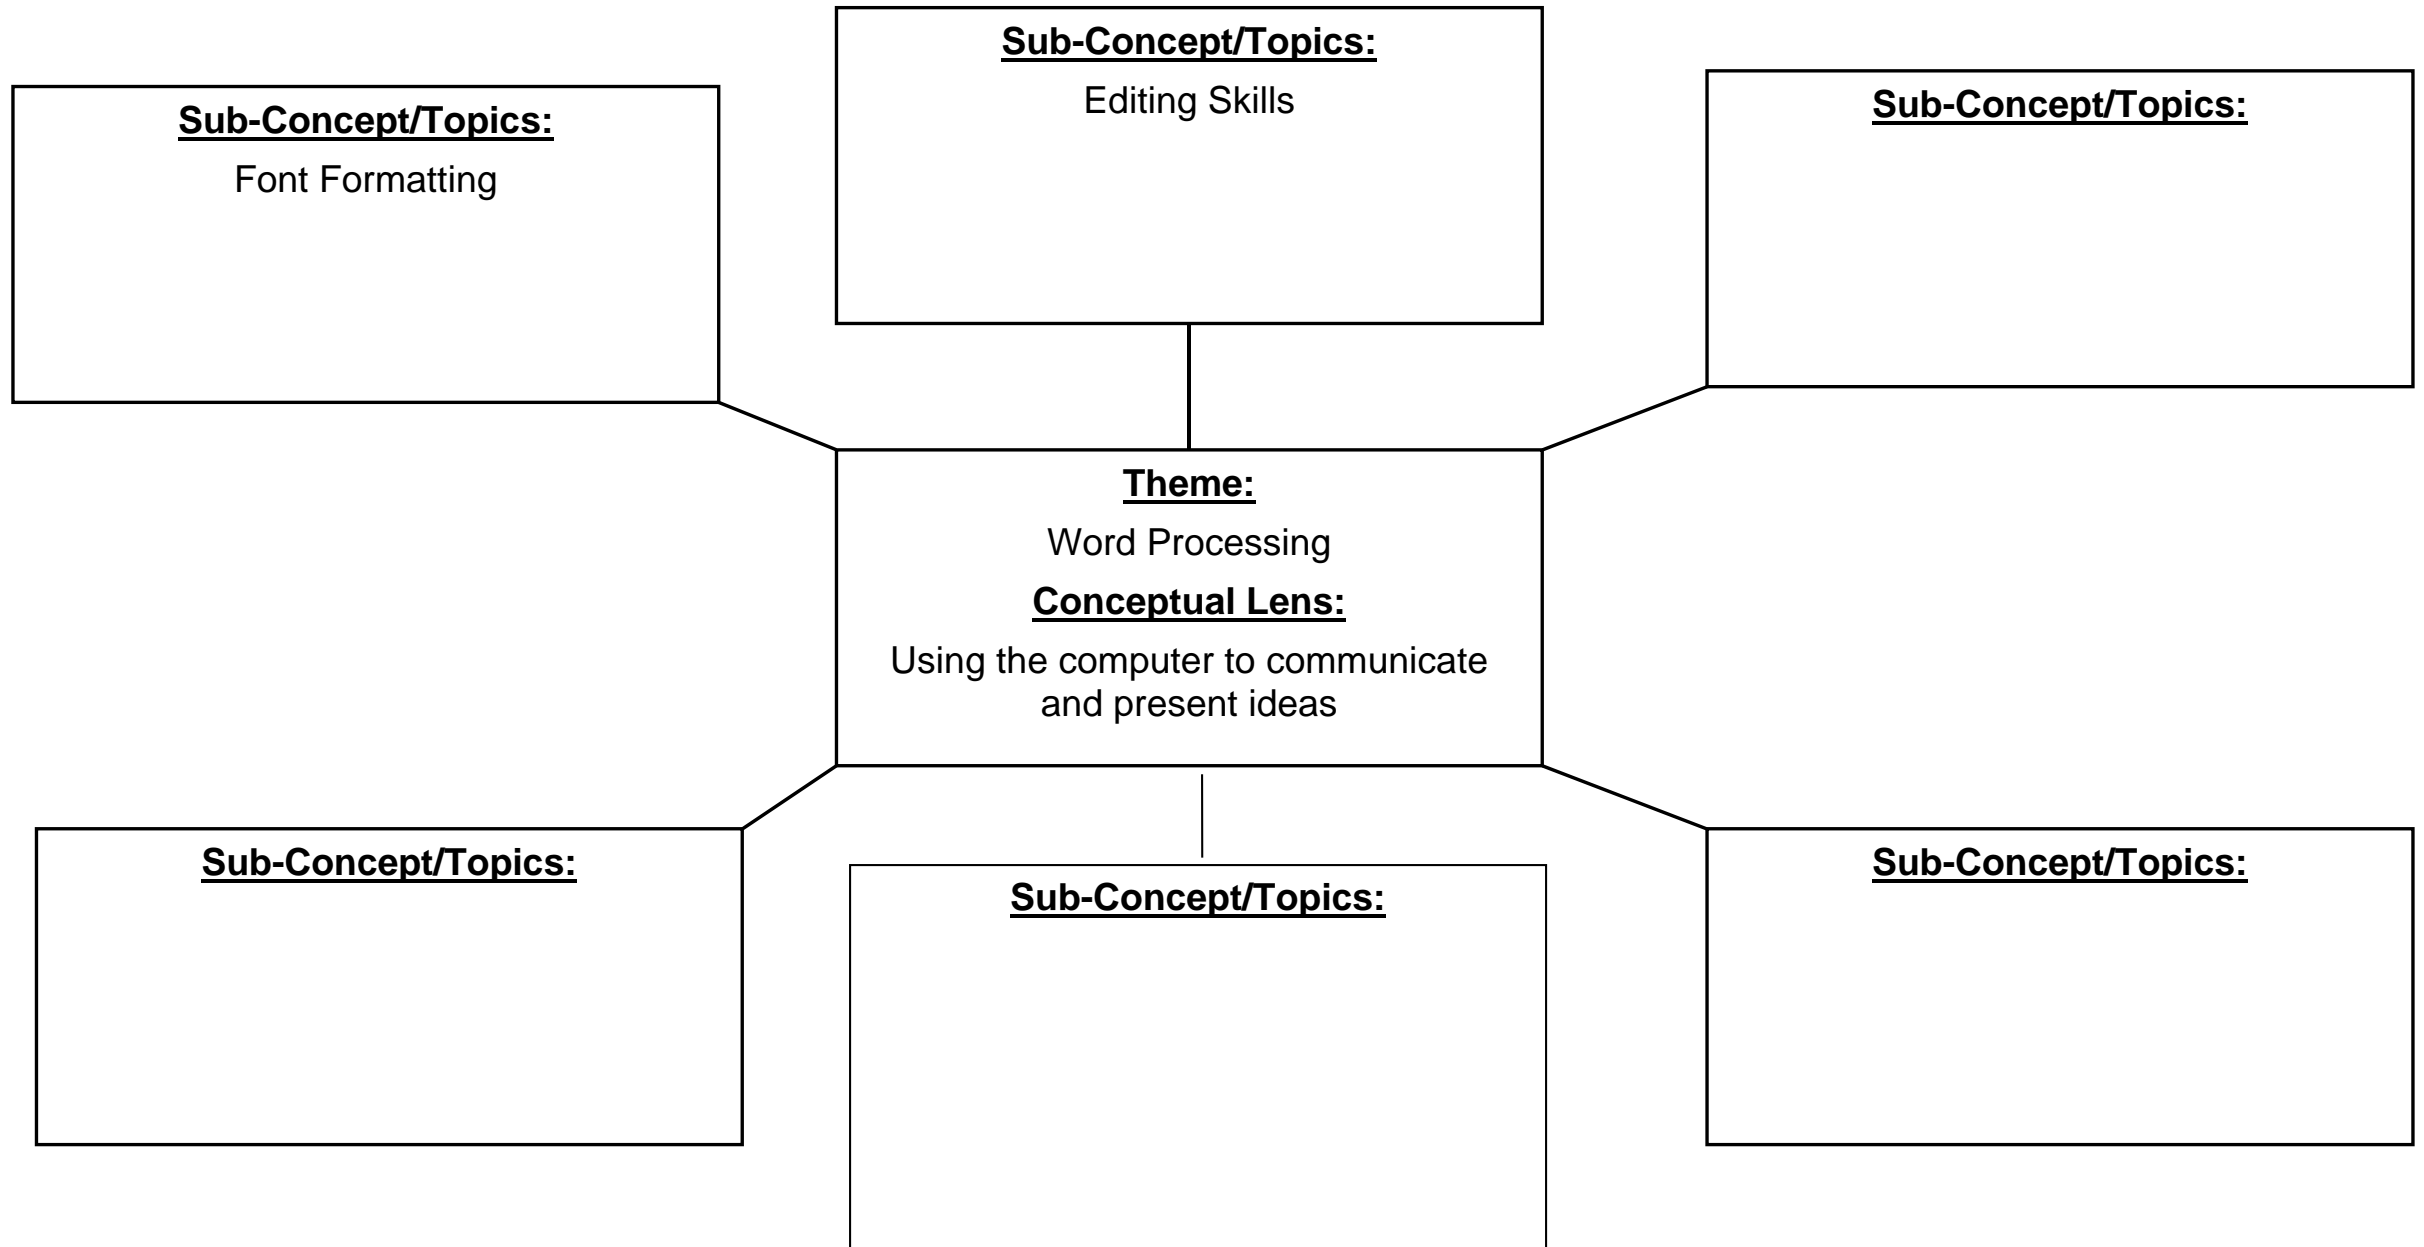 Sub-Concept/Topics:
Editing Skills
Sub-Concept/Topics:
Font Formatting
Sub-Concept/Topics:
Theme:
Word Processing
Conceptual Lens:
Using the computer to communicate
and present ideas
Sub-Concept/Topics:
Sub-Concept/Topics:
Sub-Concept/Topics: